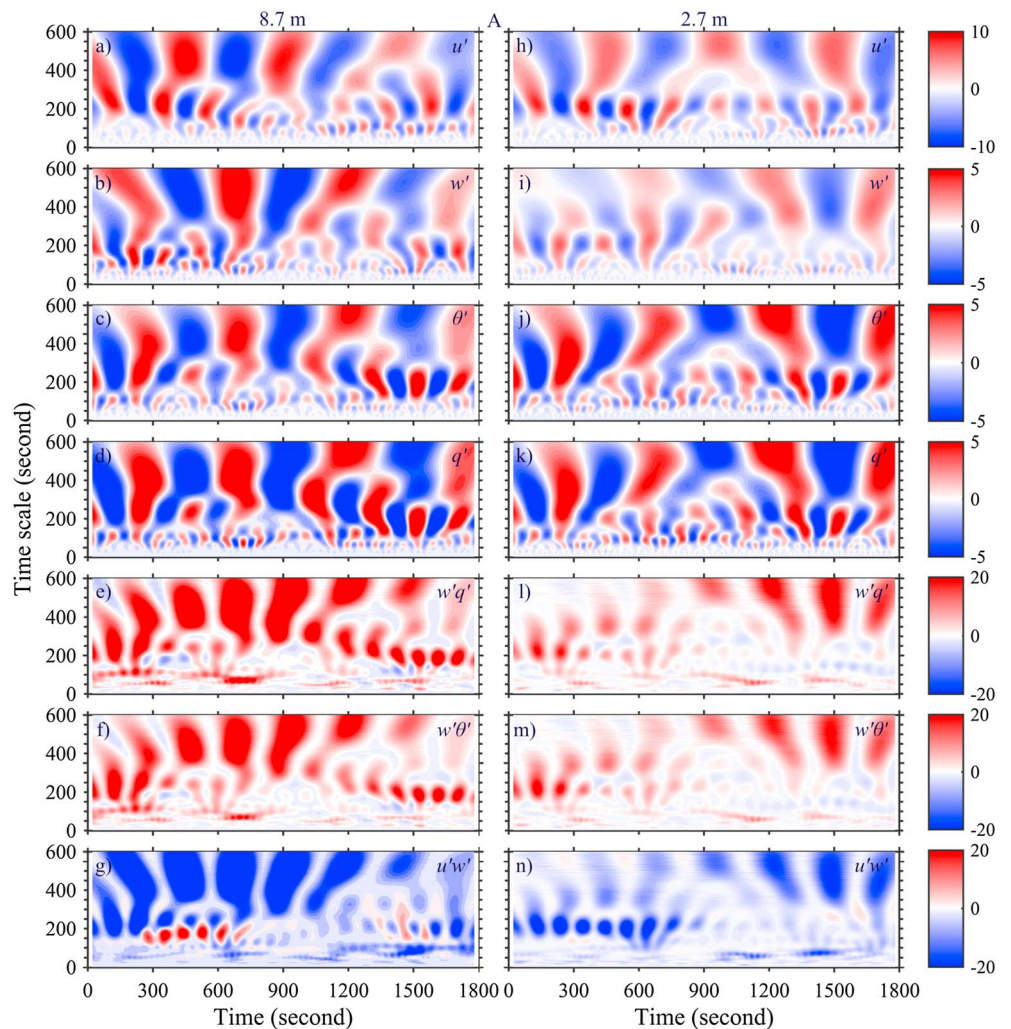 8.7 m A 2.7 m
600 a) u' h) u' 10
400
200 0
0 -10
600 b) w' i) w' 5
400
200 0
0 -5
600 c) θ' j) θ' 5
400
200 0
0 -5
600 d) q' k) q' 5
400
200 0
0 -5
600 e) w'q' l) w'q' 20
400
200 0
0 -20
600 f) w'θ' m) w'θ' 20
400
200 0
0 -20
600 g) u'w' n) u'w' 20
400
200 0
0 -20
0 300 600 900 1200 1500 1800 0 300 600 900 1200 1500 1800
Time (second) Time (second)
Time scale (second)